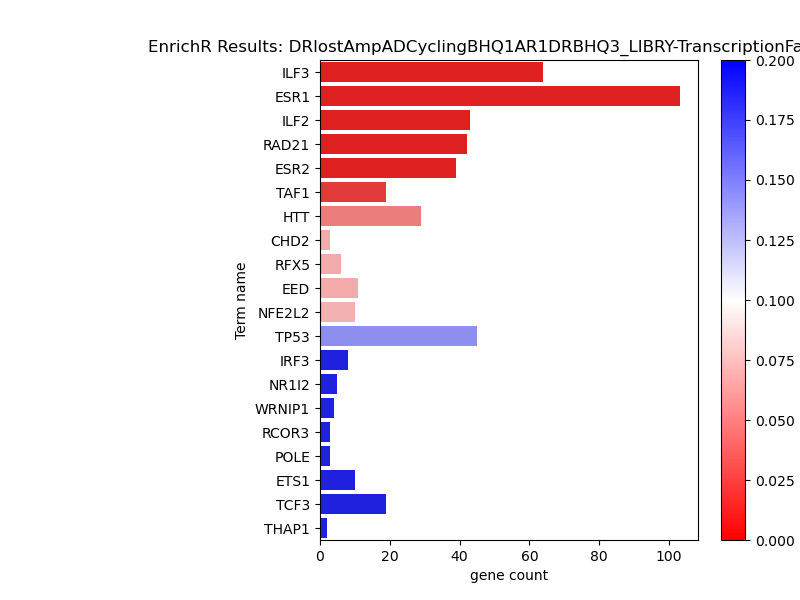 EnrichR Results: DRlostAmpADCyclingBHQ1AR1DRBHQ3_LIBRY-TranscriptionFa
ILF3
ESR1
ILF2
RAD21
ESR2
TAF1
HTT
CHD2
RFX5
EED
NFE2L2
TP53
IRF3
NR1I2
WRNIP1
RCOR3
POLE
ETS1
TCF3
THAP1
Term name
0 20 40 60 80 100
gene count
0.200
0.175
0.150
0.125
0.100
0.075
0.050
0.025
0.000